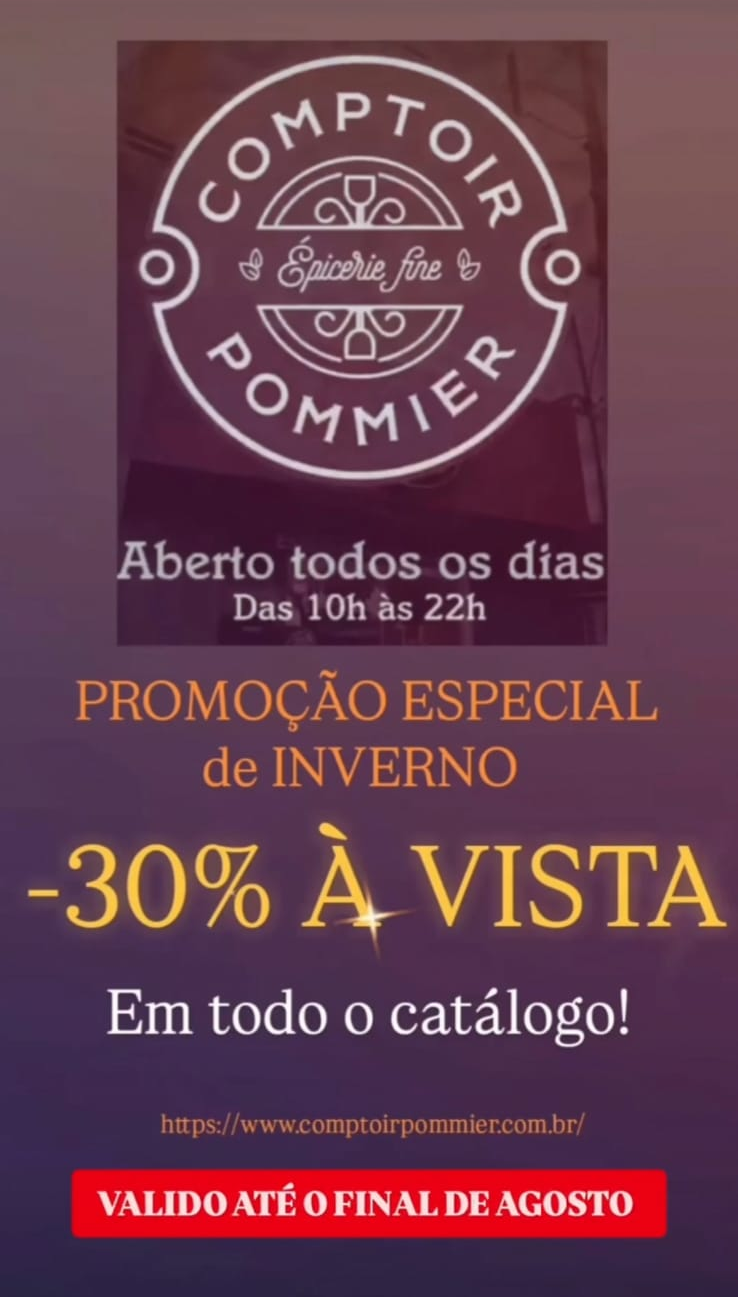 COMPTOIR
Épicerie fine
POMMIER
Aberto todos os dias
Das 10h às 22h
PROMOÇÃO ESPECIAL
de INVERNO
-30% À VISTA
Em todo o catálogo!
https://www.comptoirpommier.com.br/
VALIDO ATÉ O FINAL DE AGOSTO